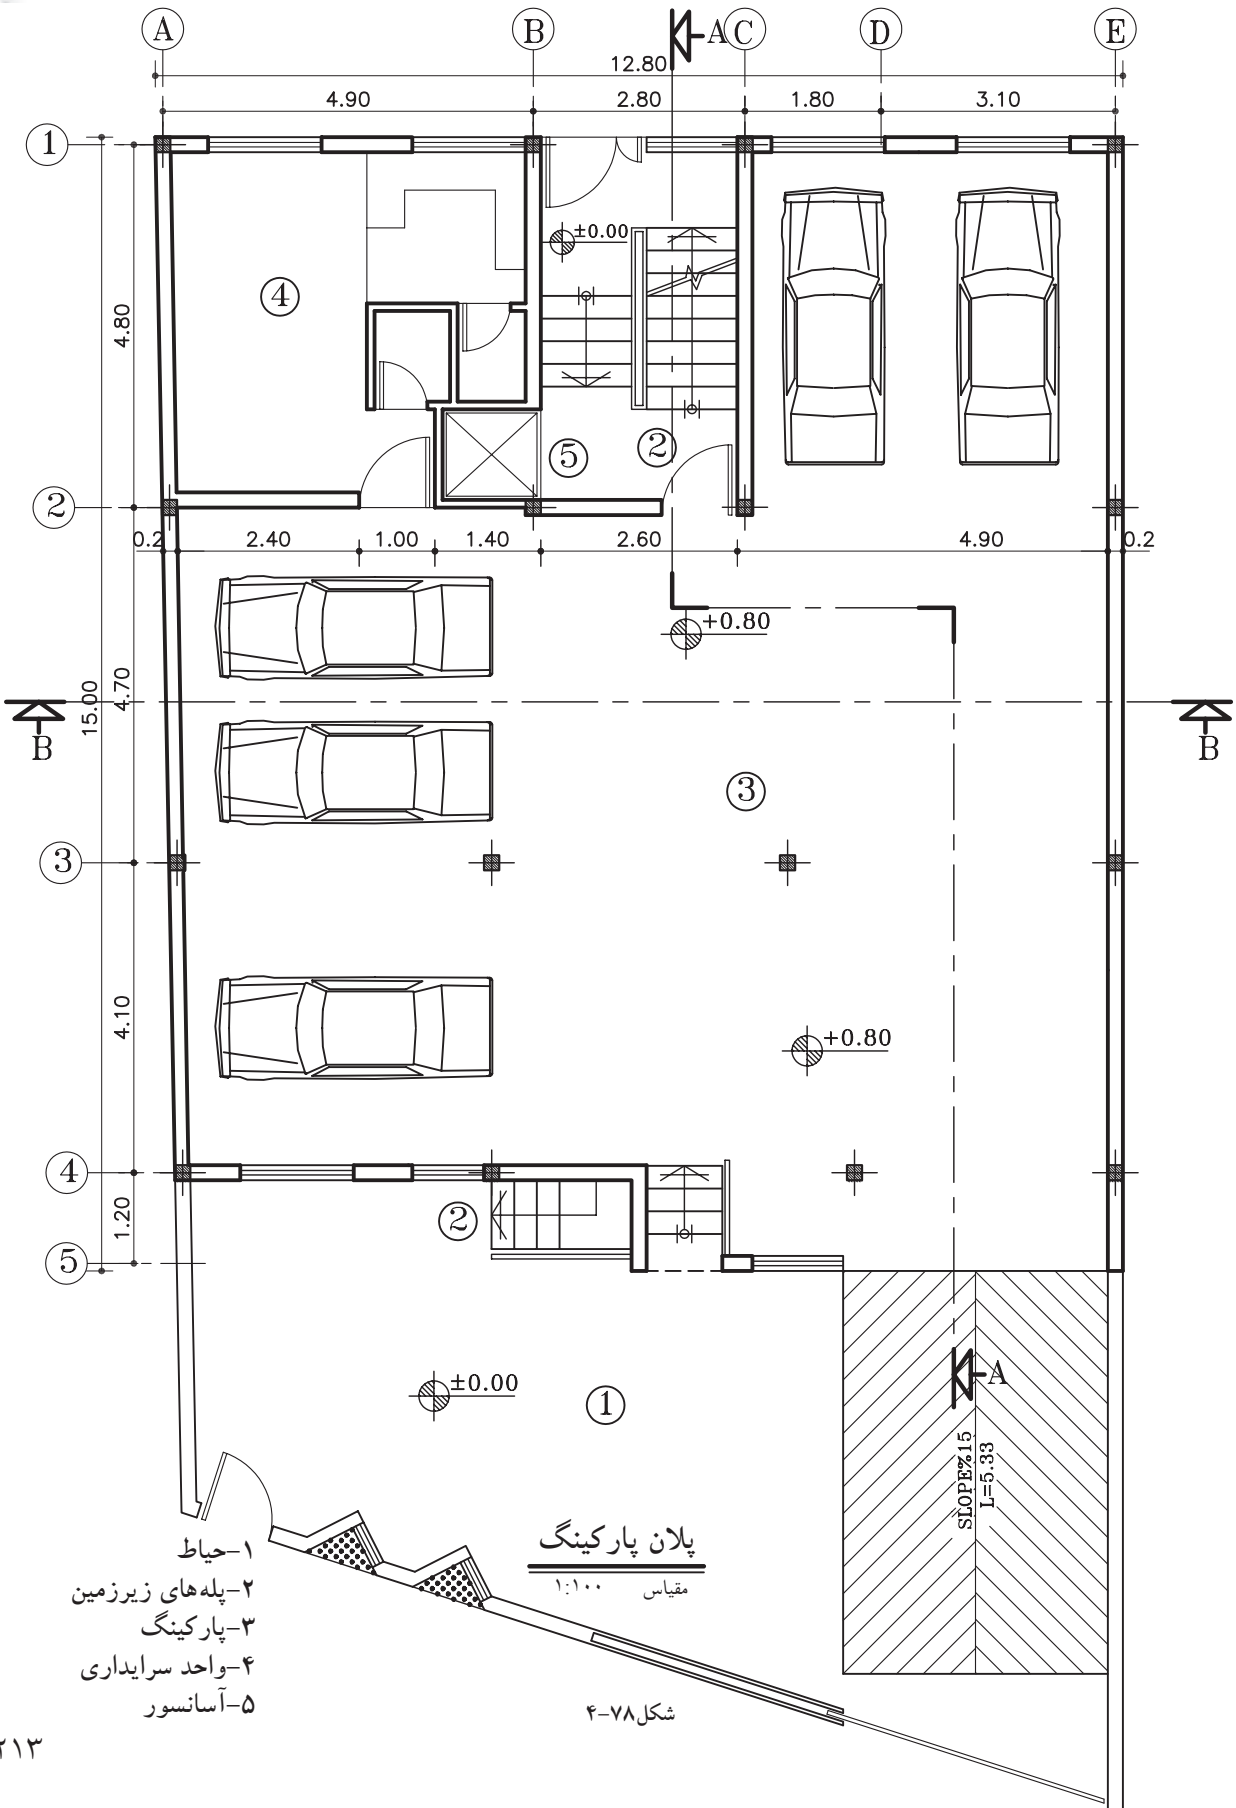 A
B
A
C
D
E
12.80
4.90
2.80
1.80
3.10
1
±0.00
4
4.80
5
2
2
0.2
2.40
1.00
1.40
2.60
4.90
0.2
+0.80
15.00
4.70
B
B
3
3
4.10
+0.80
4
1.20
2
5
±0.00
1
A
SLOPE%15
L=5.33
پلان پارکینگ
مقیاس ۱:۱۰۰
۱-حیاط
۲-پله‌های زیرزمین
۳-پارکینگ
۴-واحد سرایداری
۵-آسانسور
شکل۷۸-۴
۲۱۳